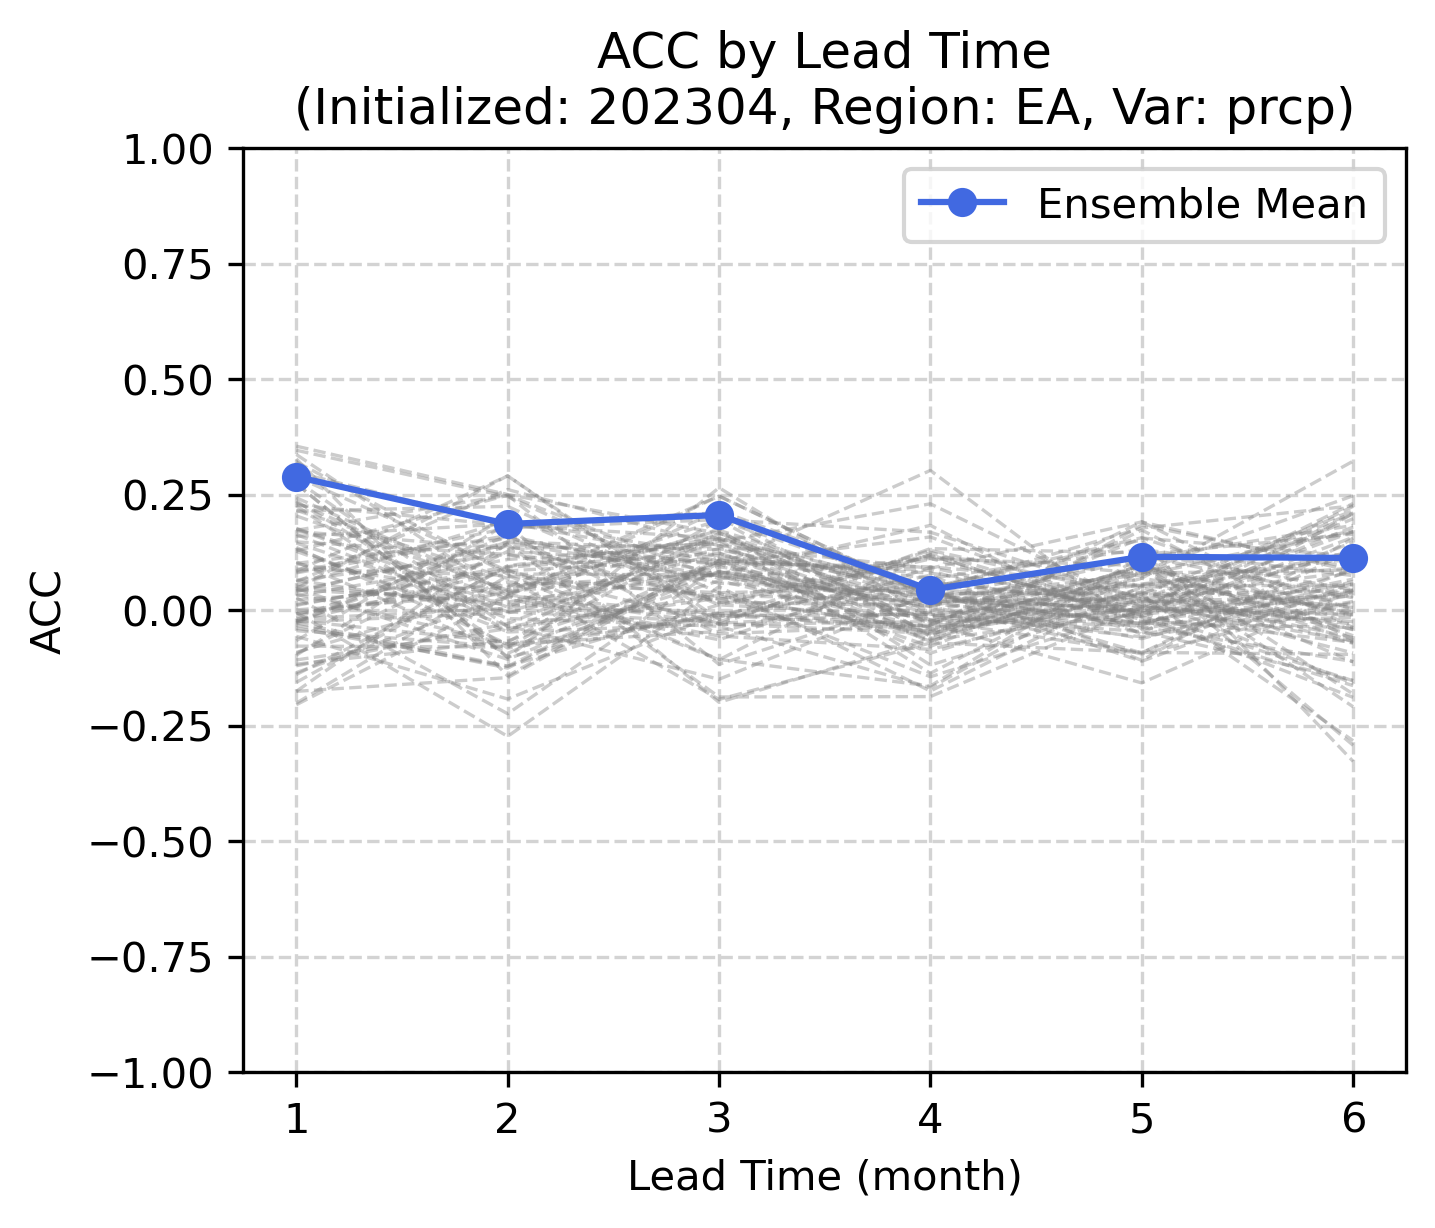 ACC by Lead Time
(Initialized: 202304, Region: EA, Var: prcp)
1.00
0.75
0.50
0.25
0.00
−0.25
−0.50
−0.75
−1.00
ACC
Ensemble Mean
1 2 3 4 5 6
Lead Time (month)